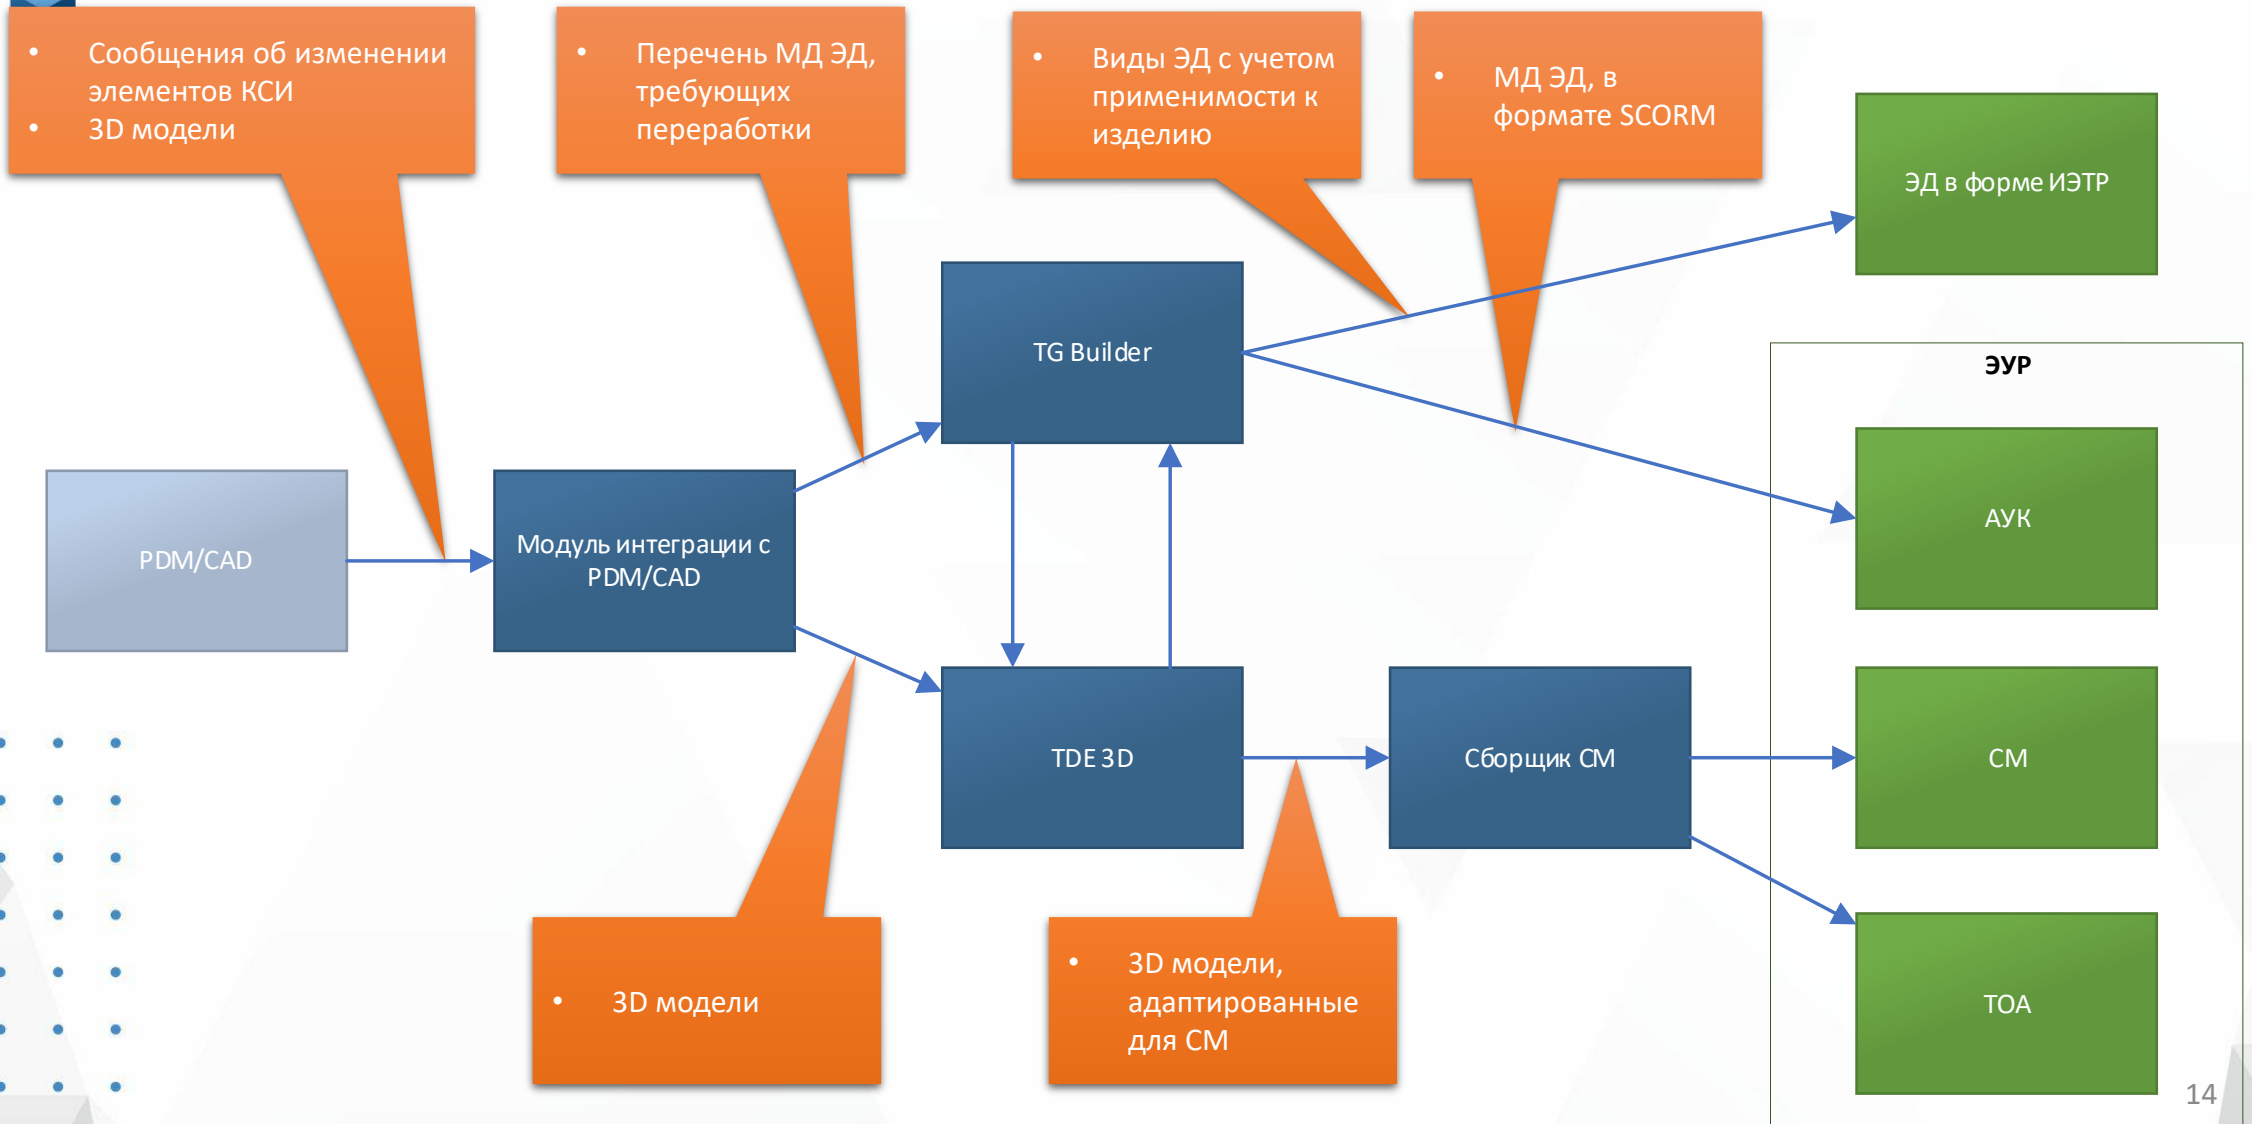 • Сообщения об изменении
элементов КСИ
• 3D модели
• Перечень МД ЭД,
требующих
переработки
• Виды ЭД с учетом
применимости к
изделию
• МД ЭД, в
формате SCORM
ЭД в форме ИЭТР
TG Builder
ЭУР
АУК
PDM/CAD
Модуль интеграции с
PDM/CAD
TDE 3D
Сборщик СМ
СМ
• 3D модели
• 3D модели,
адаптированные
для СМ
ТОА
14